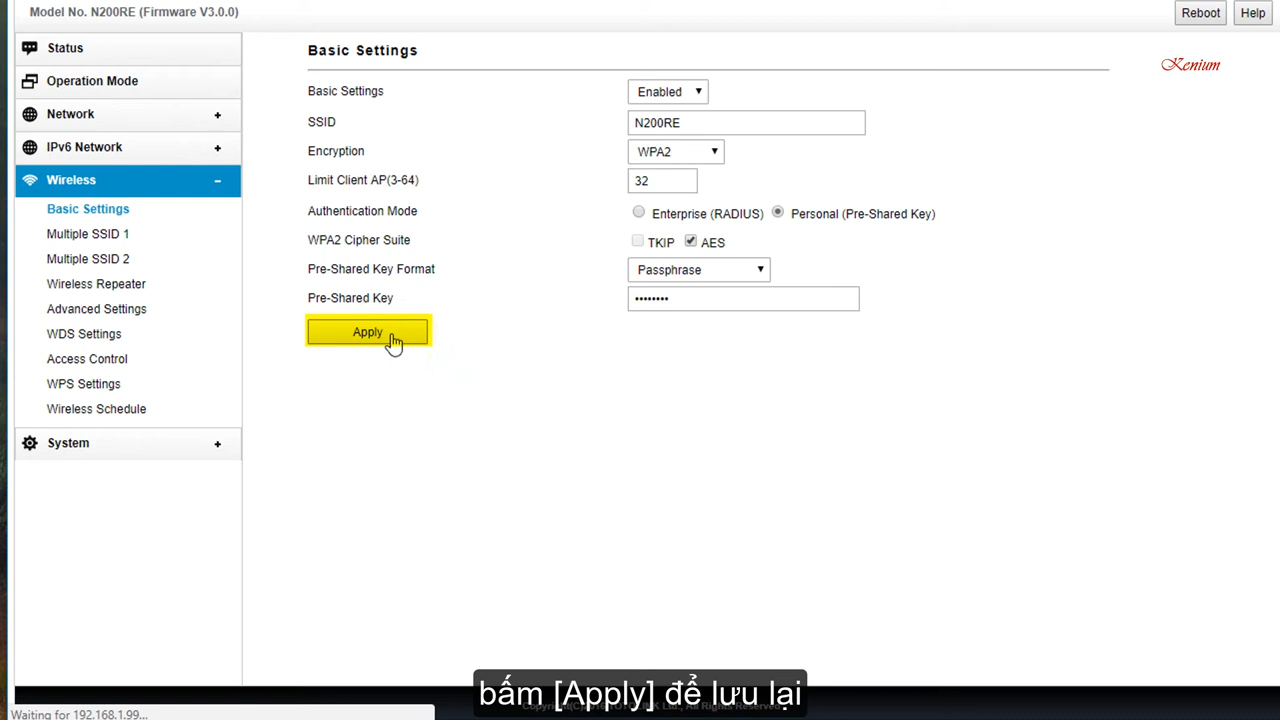 Model No. N200RE (Firmware V3.0.0)
Reboot
Help
Status
Operation Mode
Network +
IPv6 Network +
Wireless –
Basic Settings
Multiple SSID 1
Multiple SSID 2
Wireless Repeater
Advanced Settings
WDS Settings
Access Control
WPS Settings
Wireless Schedule
System +
Basic Settings
Kenium
Basic Settings Enabled
SSID N200RE
Encryption WPA2
Limit Client AP(3-64) 32
Authentication Mode Enterprise (RADIUS) Personal (Pre-Shared Key)
WPA2 Cipher Suite TKIP AES
Pre-Shared Key Format Passphrase
Pre-Shared Key ••••••••
Apply
bấm [Apply] để lưu lại
Ltd., All Rights Reserved
Waiting for 192.168.1.99...